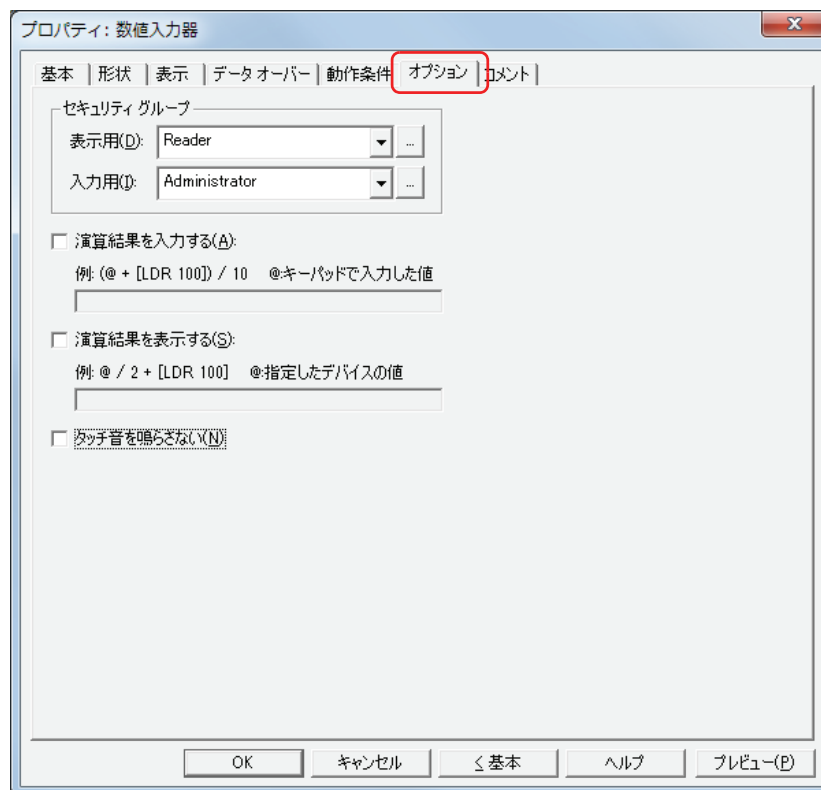 プロパティ: 数値入力器
基本 形状 表示 データ オーバー 動作条件 オプション コメント
セキュリティ グループ
表示用(D): Reader ...
入力用(I): Administrator ...
演算結果を入力する(A):
例: (@ + [LDR 100]) / 10 @:キーパッドで入力した値
演算結果を表示する(S):
例: @ / 2 + [LDR 100] @:指定したデバイスの値
タッチ音を鳴らさない(N)
OK キャンセル < 基本 ヘルプ プレビュー(P)